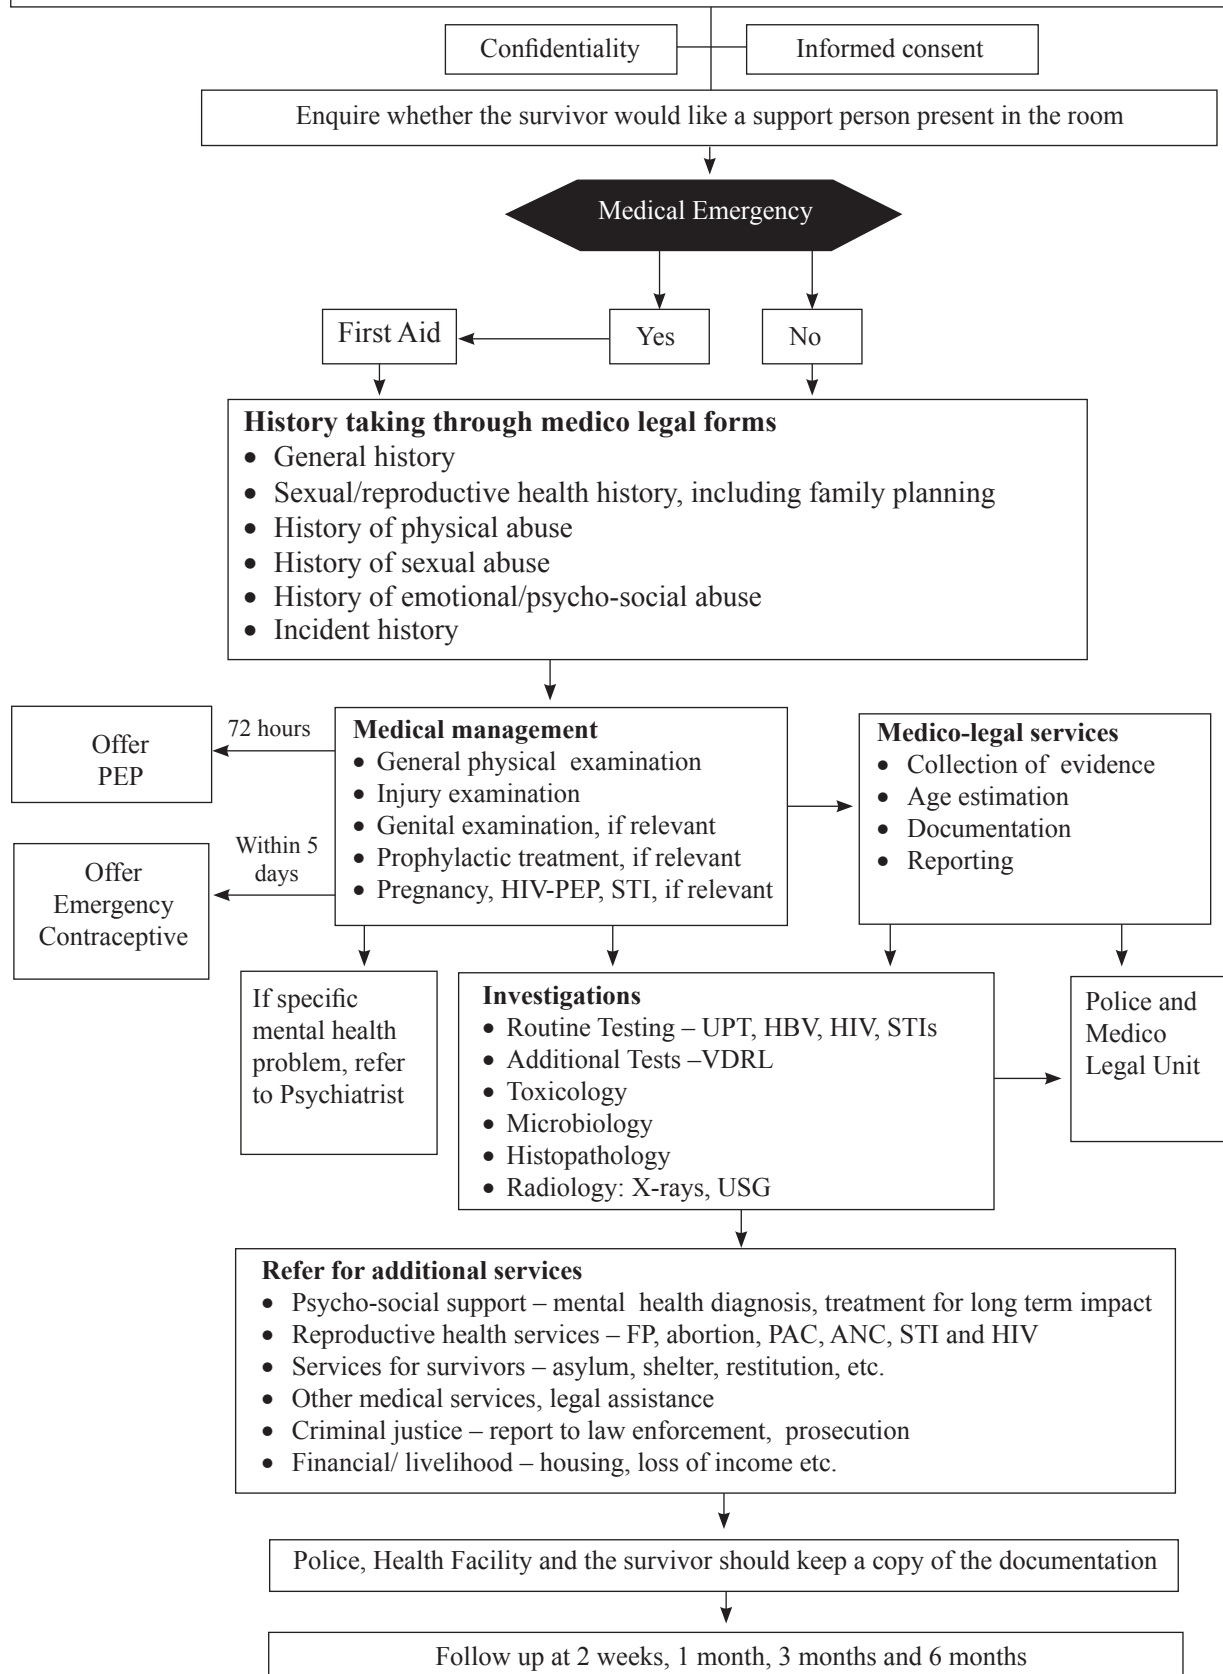 Confidentiality
Informed consent
Enquire whether the survivor would like a support person present in the room
Medical Emergency
First Aid
Yes
No
History taking through medico legal forms
• General history
• Sexual/reproductive health history, including family planning
• History of physical abuse
• History of sexual abuse
• History of emotional/psycho-social abuse
• Incident history
Offer
PEP
72 hours
Medical management
• General physical examination
• Injury examination
• Genital examination, if relevant
• Prophylactic treatment, if relevant
• Pregnancy, HIV-PEP, STI, if relevant
Medico-legal services
• Collection of evidence
• Age estimation
• Documentation
• Reporting
Within 5
days
Offer
Emergency
Contraceptive
If specific
mental health
problem, refer
to Psychiatrist
Investigations
• Routine Testing – UPT, HBV, HIV, STIs
• Additional Tests –VDRL
• Toxicology
• Microbiology
• Histopathology
• Radiology: X-rays, USG
Police and
Medico
Legal Unit
Refer for additional services
• Psycho-social support – mental health diagnosis, treatment for long term impact
• Reproductive health services – FP, abortion, PAC, ANC, STI and HIV
• Services for survivors – asylum, shelter, restitution, etc.
• Other medical services, legal assistance
• Criminal justice – report to law enforcement, prosecution
• Financial/ livelihood – housing, loss of income etc.
Police, Health Facility and the survivor should keep a copy of the documentation
Follow up at 2 weeks, 1 month, 3 months and 6 months